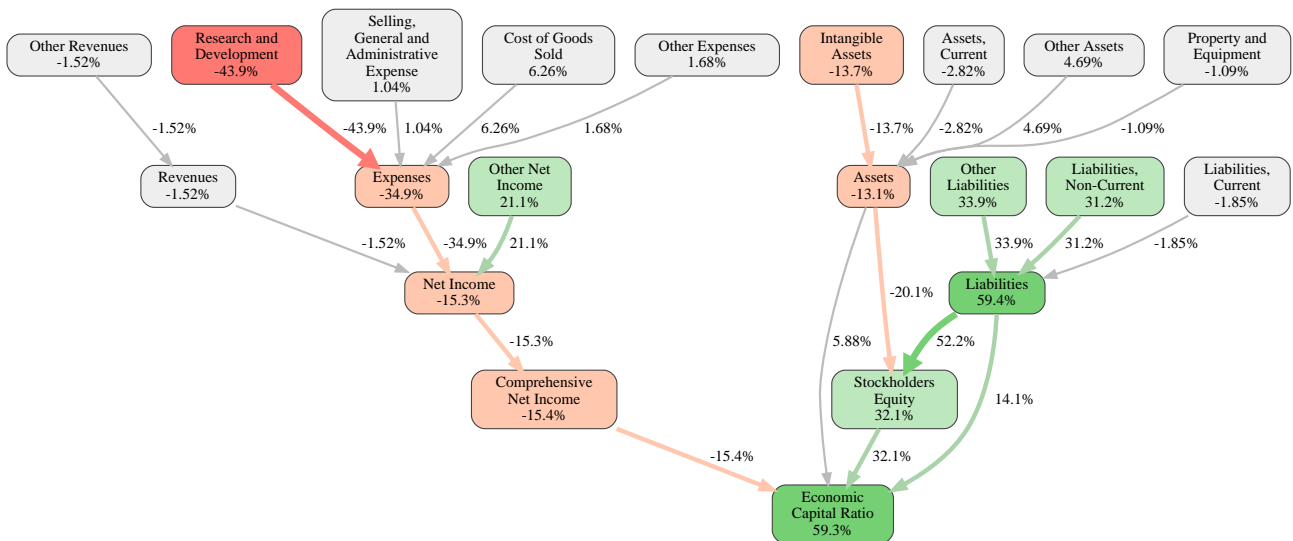 Other Revenues
-1.52%
Research and
Development
-43.9%
Selling,
General and
Administrative
Expense
1.04%
Cost of Goods
Sold
6.26%
Other Expenses
1.68%
Intangible
Assets
-13.7%
Assets,
Current
-2.82%
Other Assets
4.69%
Property and
Equipment
-1.09%
-1.52%
-43.9%
1.04%
6.26%
1.68%
-13.7%
-2.82%
4.69%
-1.09%
Revenues
-1.52%
Expenses
-34.9%
Other Net
Income
21.1%
Assets
-13.1%
Other
Liabilities
33.9%
Liabilities,
Non-Current
31.2%
Liabilities,
Current
-1.85%
-1.52%
-34.9%
21.1%
33.9%
31.2%
-1.85%
Net Income
-15.3%
-20.1%
Liabilities
59.4%
-15.3%
5.88%
52.2%
Comprehensive
Net Income
-15.4%
Stockholders
Equity
32.1%
14.1%
-15.4%
32.1%
Economic
Capital Ratio
59.3%